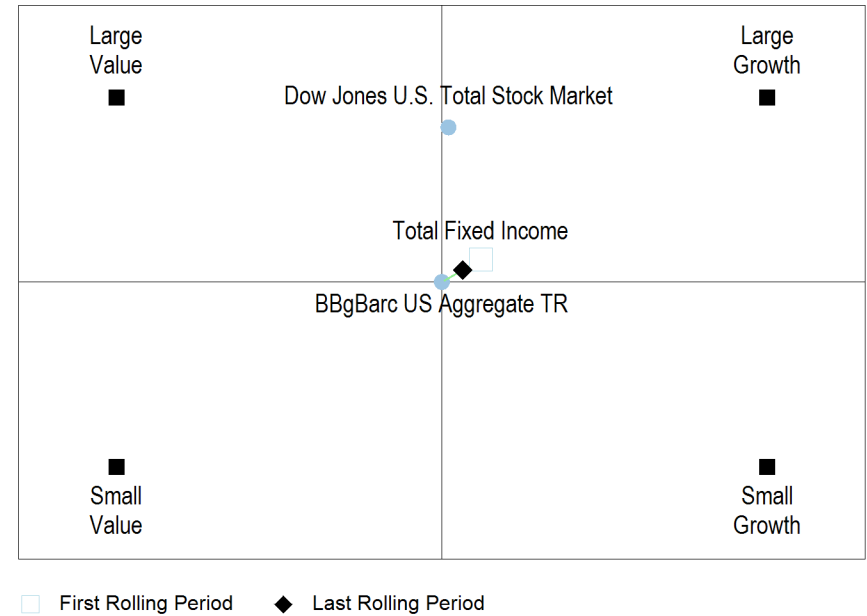 Large
Value
Large
Growth
Dow Jones U.S. Total Stock Market
Total Fixed Income
BBgBarc US Aggregate TR
Small
Value
Small
Growth
First Rolling Period
Last Rolling Period